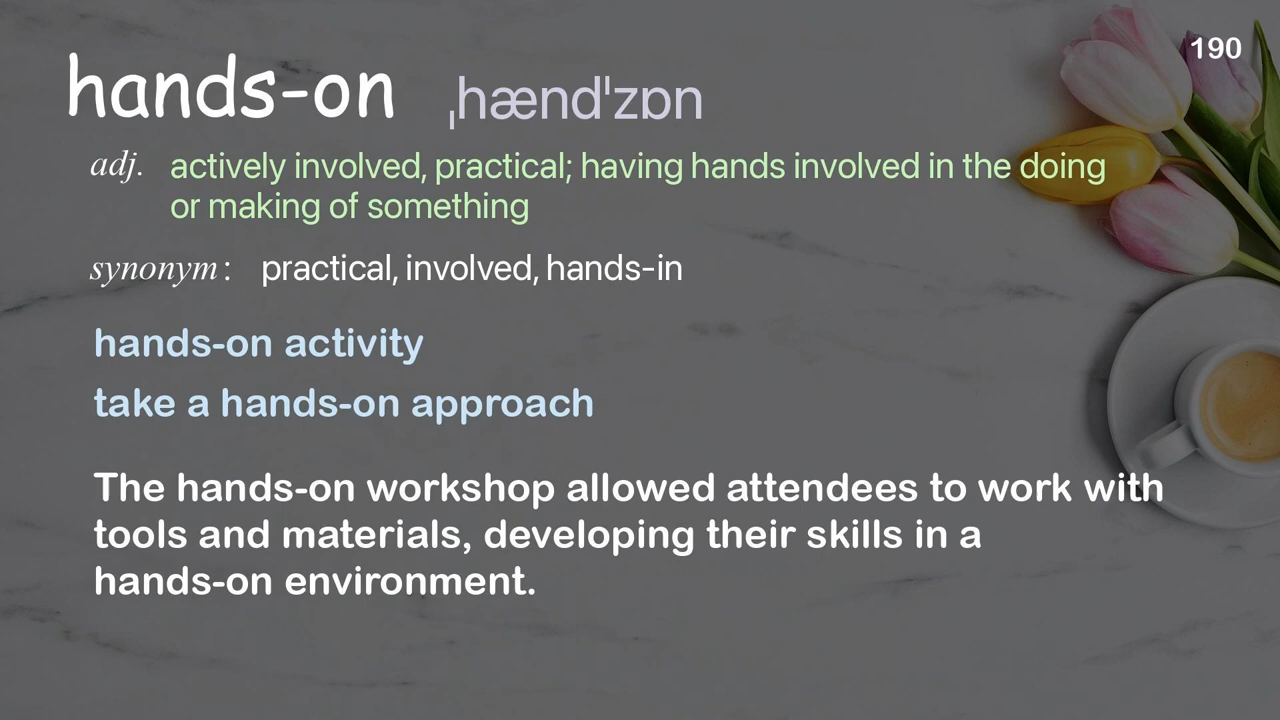 190
hands-on ˌhændˈzɒn
adj. actively involved, practical; having hands involved in the doing
or making of something
synonym: practical, involved, hands-in
hands-on activity
take a hands-on approach
The hands-on workshop allowed attendees to work with
tools and materials, developing their skills in a
hands-on environment.